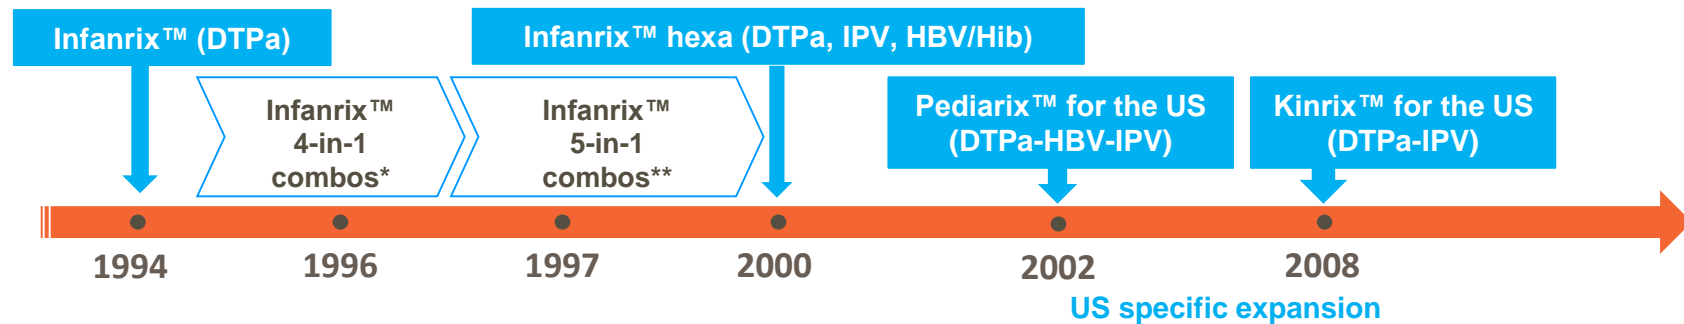 Infanrix™ (DTPa)
Infanrix™ hexa (DTPa, IPV, HBV/Hib)
Infanrix™
4-in-1
combos*
Infanrix™
5-in-1
combos**
Pediarix™ for the US
(DTPa-HBV-IPV)
Kinrix™ for the US
(DTPa-IPV)
1994
1996
1997
2000
2002
2008
US specific expansion